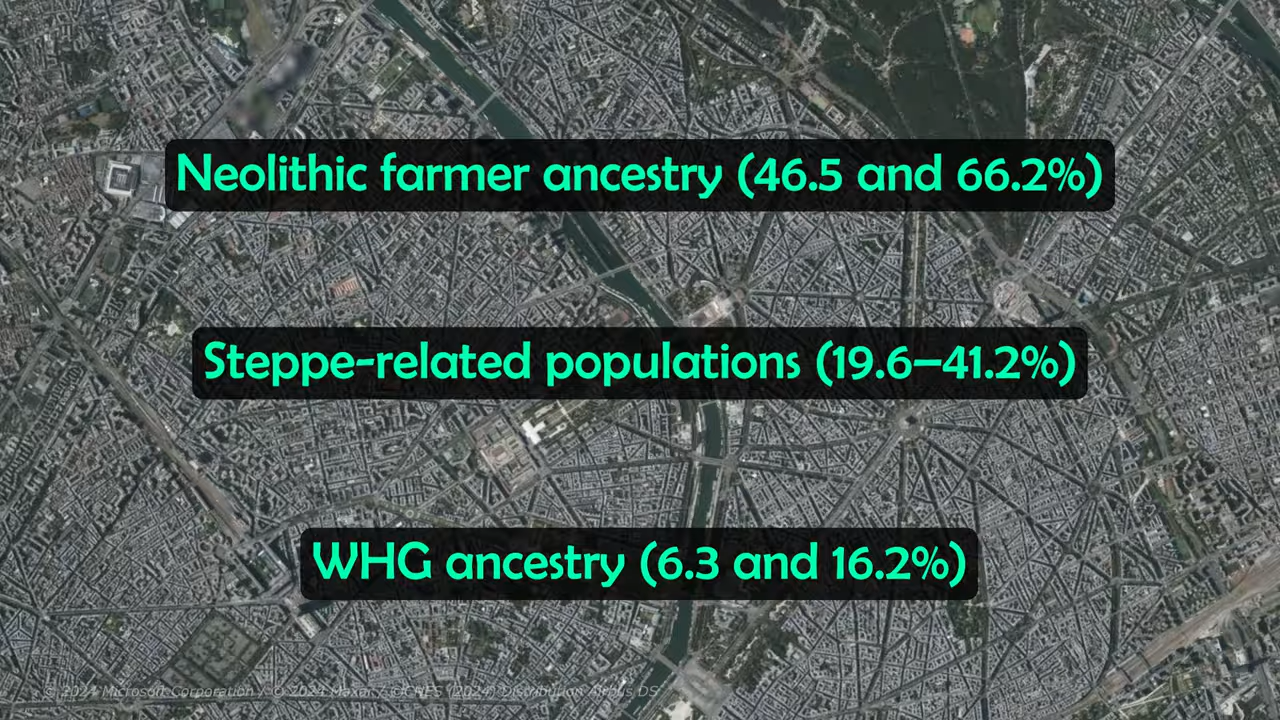 Neolithic farmer ancestry (46.5 and 66.2%)
Steppe-related populations (19.6–41.2%)
WHG ancestry (6.3 and 16.2%)
© 2024 Microsoft Corporation / © 2024 Maxar / ©CNES (2024) Distribution Airbus DS